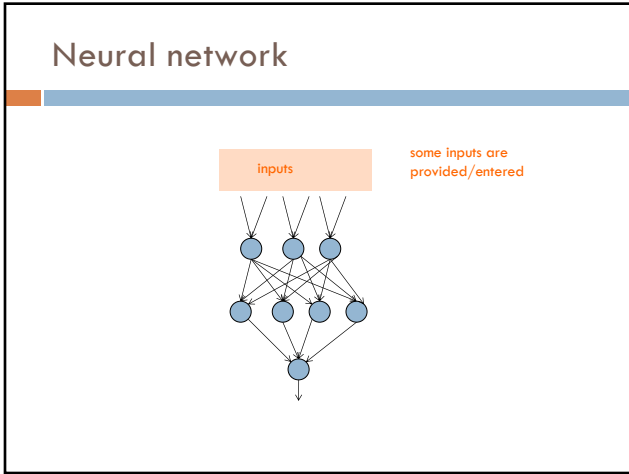 Neural network
inputs
some inputs are
provided/entered